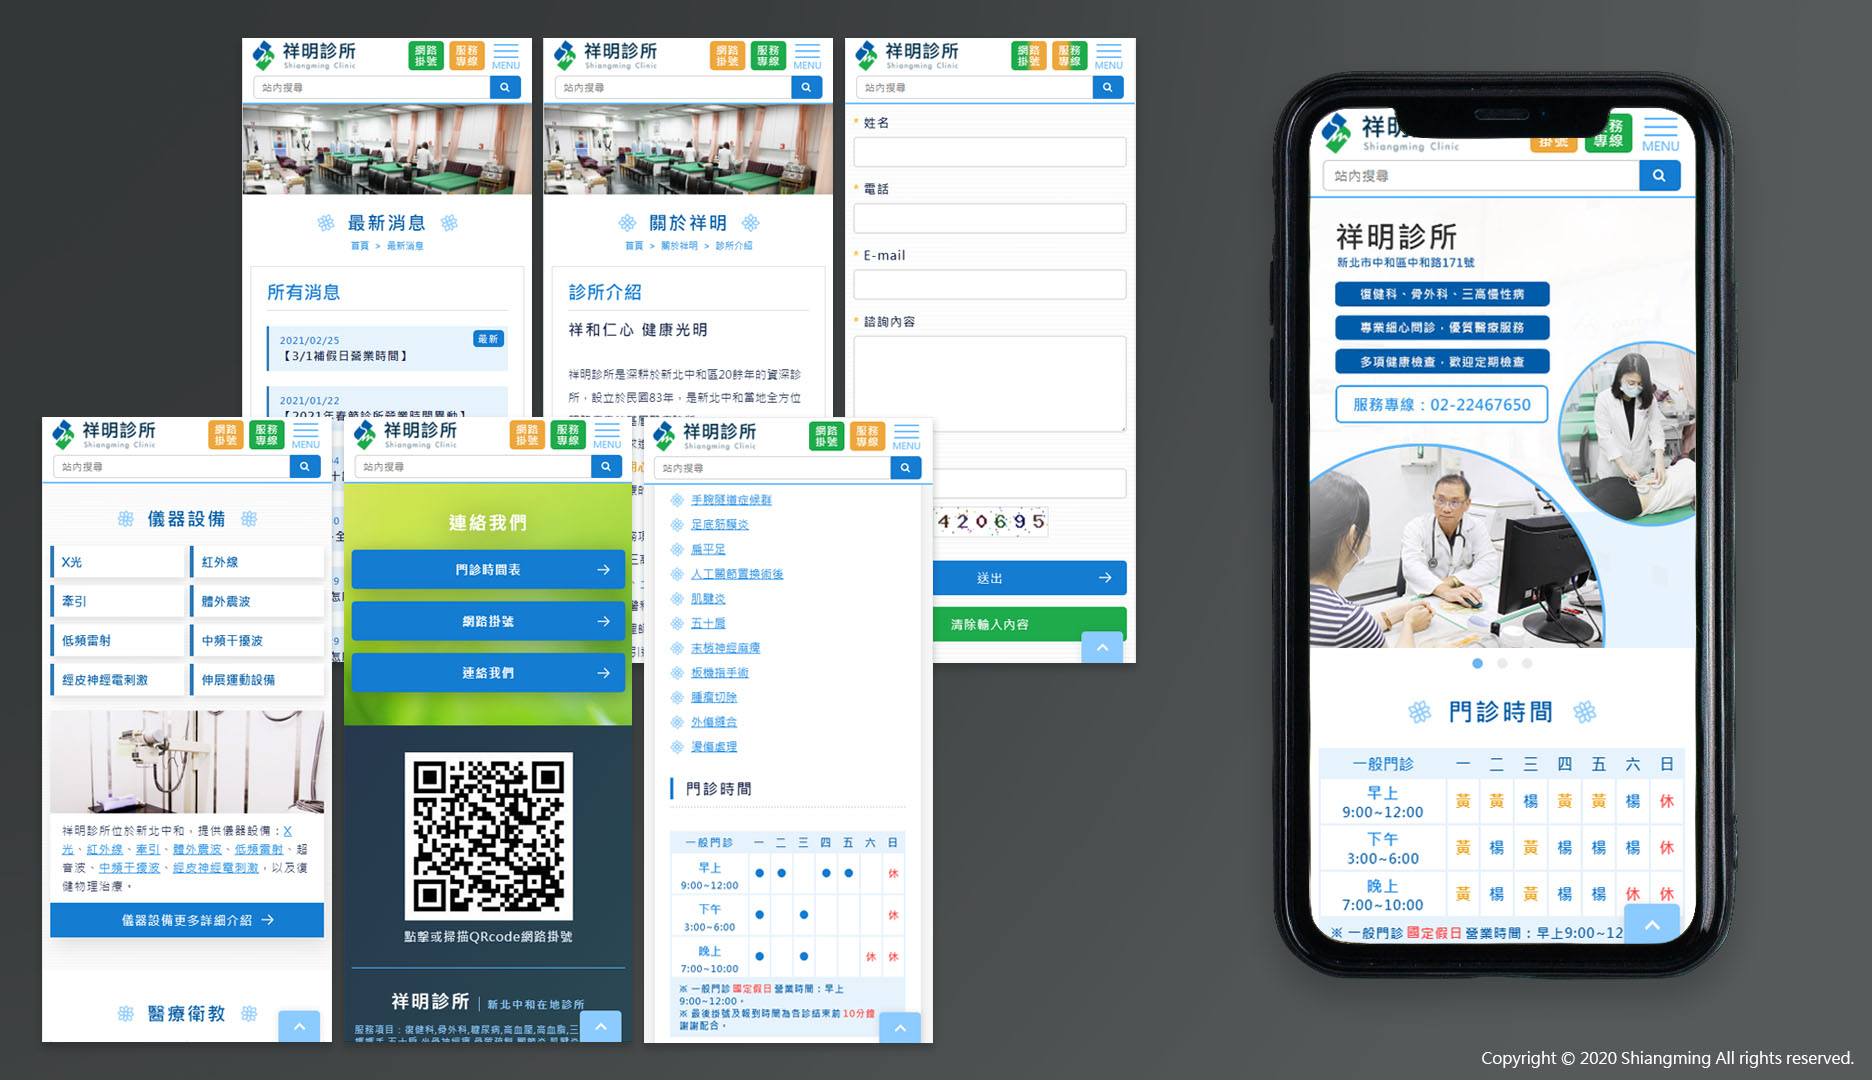 祥明診所
Shiangming Clinic
網路
掛號
服務
專線
MENU
站內搜尋
最新消息
首頁 > 最新消息
所有消息
2021/02/25
最新
【3/1補假日營業時間】
2021/01/22
【2021年春節診所營業時間異動】
祥明診所
Shiangming Clinic
網路
掛號
服務
專線
MENU
站內搜尋
關於祥明
首頁 > 關於祥明 > 診所介紹
診所介紹
祥和仁心 健康光明
祥明診所是深耕於新北中和區20餘年的資深診
所，設立於民國83年，是新北中和當地全方位
祥明診所
Shiangming Clinic
網路
掛號
服務
專線
MENU
站內搜尋
* 姓名
* 電話
* E-mail
* 諮詢內容
420695
送出
清除輸入內容
祥明診所
Shiangming Clinic
網路
掛號
服務
專線
MENU
站內搜尋
儀器設備
X光
紅外線
牽引
體外震波
低頻雷射
中頻干擾波
經皮神經電刺激
伸展運動設備
祥明診所位於新北中和，提供儀器設備：X
光、紅外線、牽引、體外震波、低頻雷射、超
音波、中頻干擾波、經皮神經電刺激，以及復
健物理治療。
儀器設備更多詳細介紹
醫療衛教
祥明診所
Shiangming Clinic
網路
掛號
服務
專線
MENU
站內搜尋
連絡我們
門診時間表
網路掛號
連絡我們
點擊或掃描QRcode網路掛號
祥明診所 | 新北中和在地診所
服務項目：復健科,骨外科,糖尿病,高血壓,高血脂,三
祥明診所
Shiangming Clinic
網路
掛號
服務
專線
MENU
站內搜尋
手腕隧道症候群
足底筋膜炎
扁平足
人工關節置換術後
肌腱炎
五十肩
末梢神經麻痺
板機指手術
腫瘤切除
外傷縫合
燙傷處理
門診時間
一般門診 一 二 三 四 五 六 日
早上
9:00~12:00 ● ● ● ● 休
下午
3:00~6:00 ● ● 休
晚上
7:00~10:00 ● ● 休 休
※ 一般門診 國定假日 營業時間：早上
9:00~12:00。
※ 最後掛號及報到時間為各診結束前 10分鐘
謝謝配合。
祥明
Shiangming Clinic
掛號
服務
專線
MENU
站內搜尋
祥明診所
新北市中和區中和路171號
復健科、骨外科、三高慢性病
專業細心問診．優質醫療服務
多項健康檢查．歡迎定期檢查
服務專線：02-22467650
門診時間
一般門診 一 二 三 四 五 六 日
早上
9:00~12:00 黃 黃 楊 黃 黃 楊 休
下午
3:00~6:00 黃 楊 黃 楊 楊 楊 休
晚上
7:00~10:00 黃 楊 黃 楊 楊 休 休
※ 一般門診 國定假日 營業時間：早上9:00~12
Copyright © 2020 Shiangming All rights reserved.